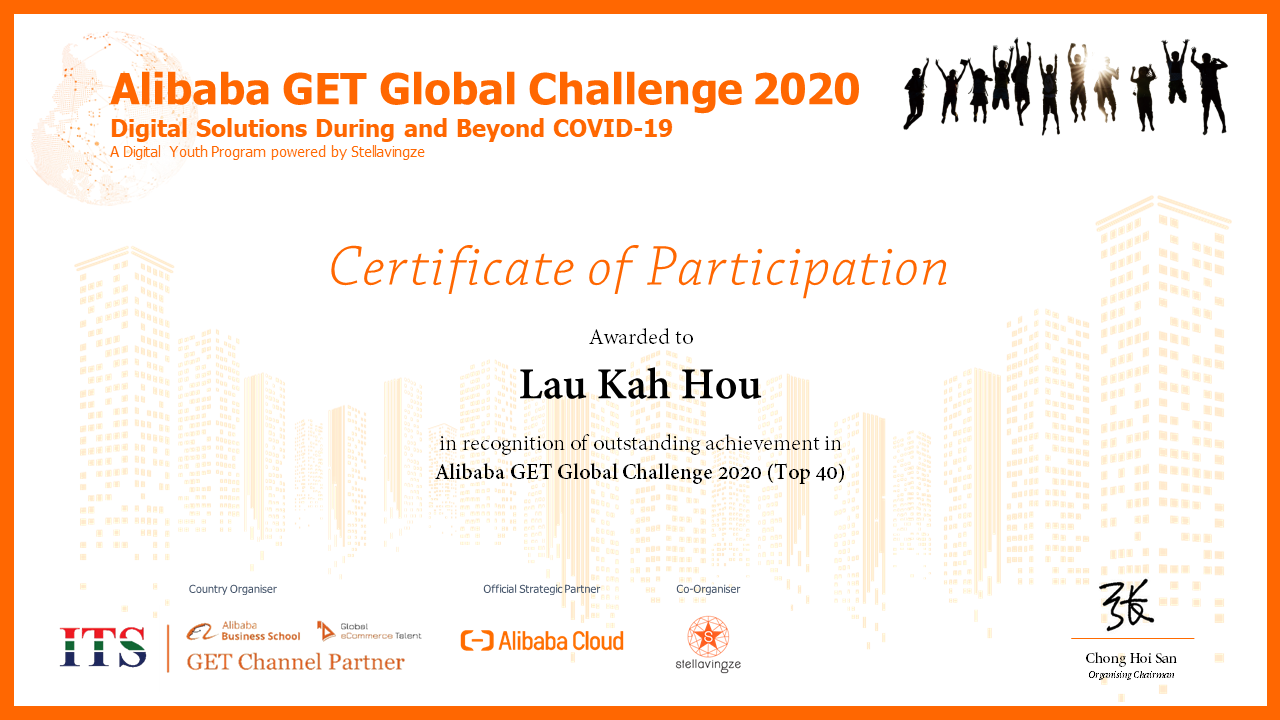 Alibaba GET Global Challenge 2020
Digital Solutions During and Beyond COVID-19
A Digital Youth Program powered by Stellavingze
Certificate of Participation
Awarded to
Lau Kah Hou
in recognition of outstanding achievement in
Alibaba GET Global Challenge 2020 (Top 40)
Country Organiser
ITS
Alibaba
Business School
Global
eCommerce Talent
GET Channel Partner
Official Strategic Partner
Alibaba Cloud
Co-Organiser
S
stellavingze
张
Chong Hoi San
Organising Chairman